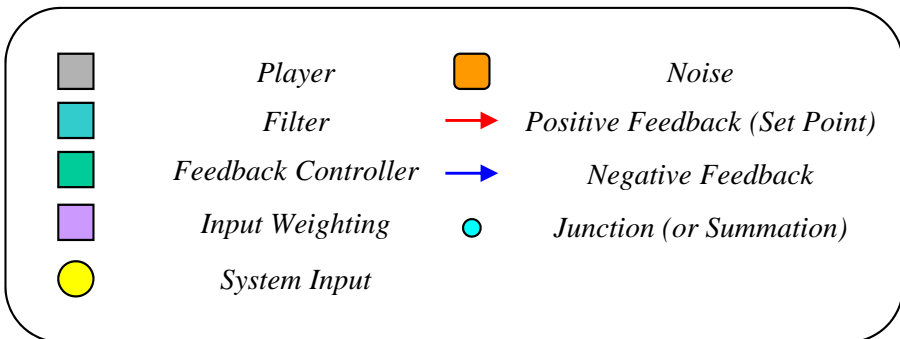 Player
Noise
Filter
Positive Feedback (Set Point)
Feedback Controller
Negative Feedback
Input Weighting
Junction (or Summation)
System Input